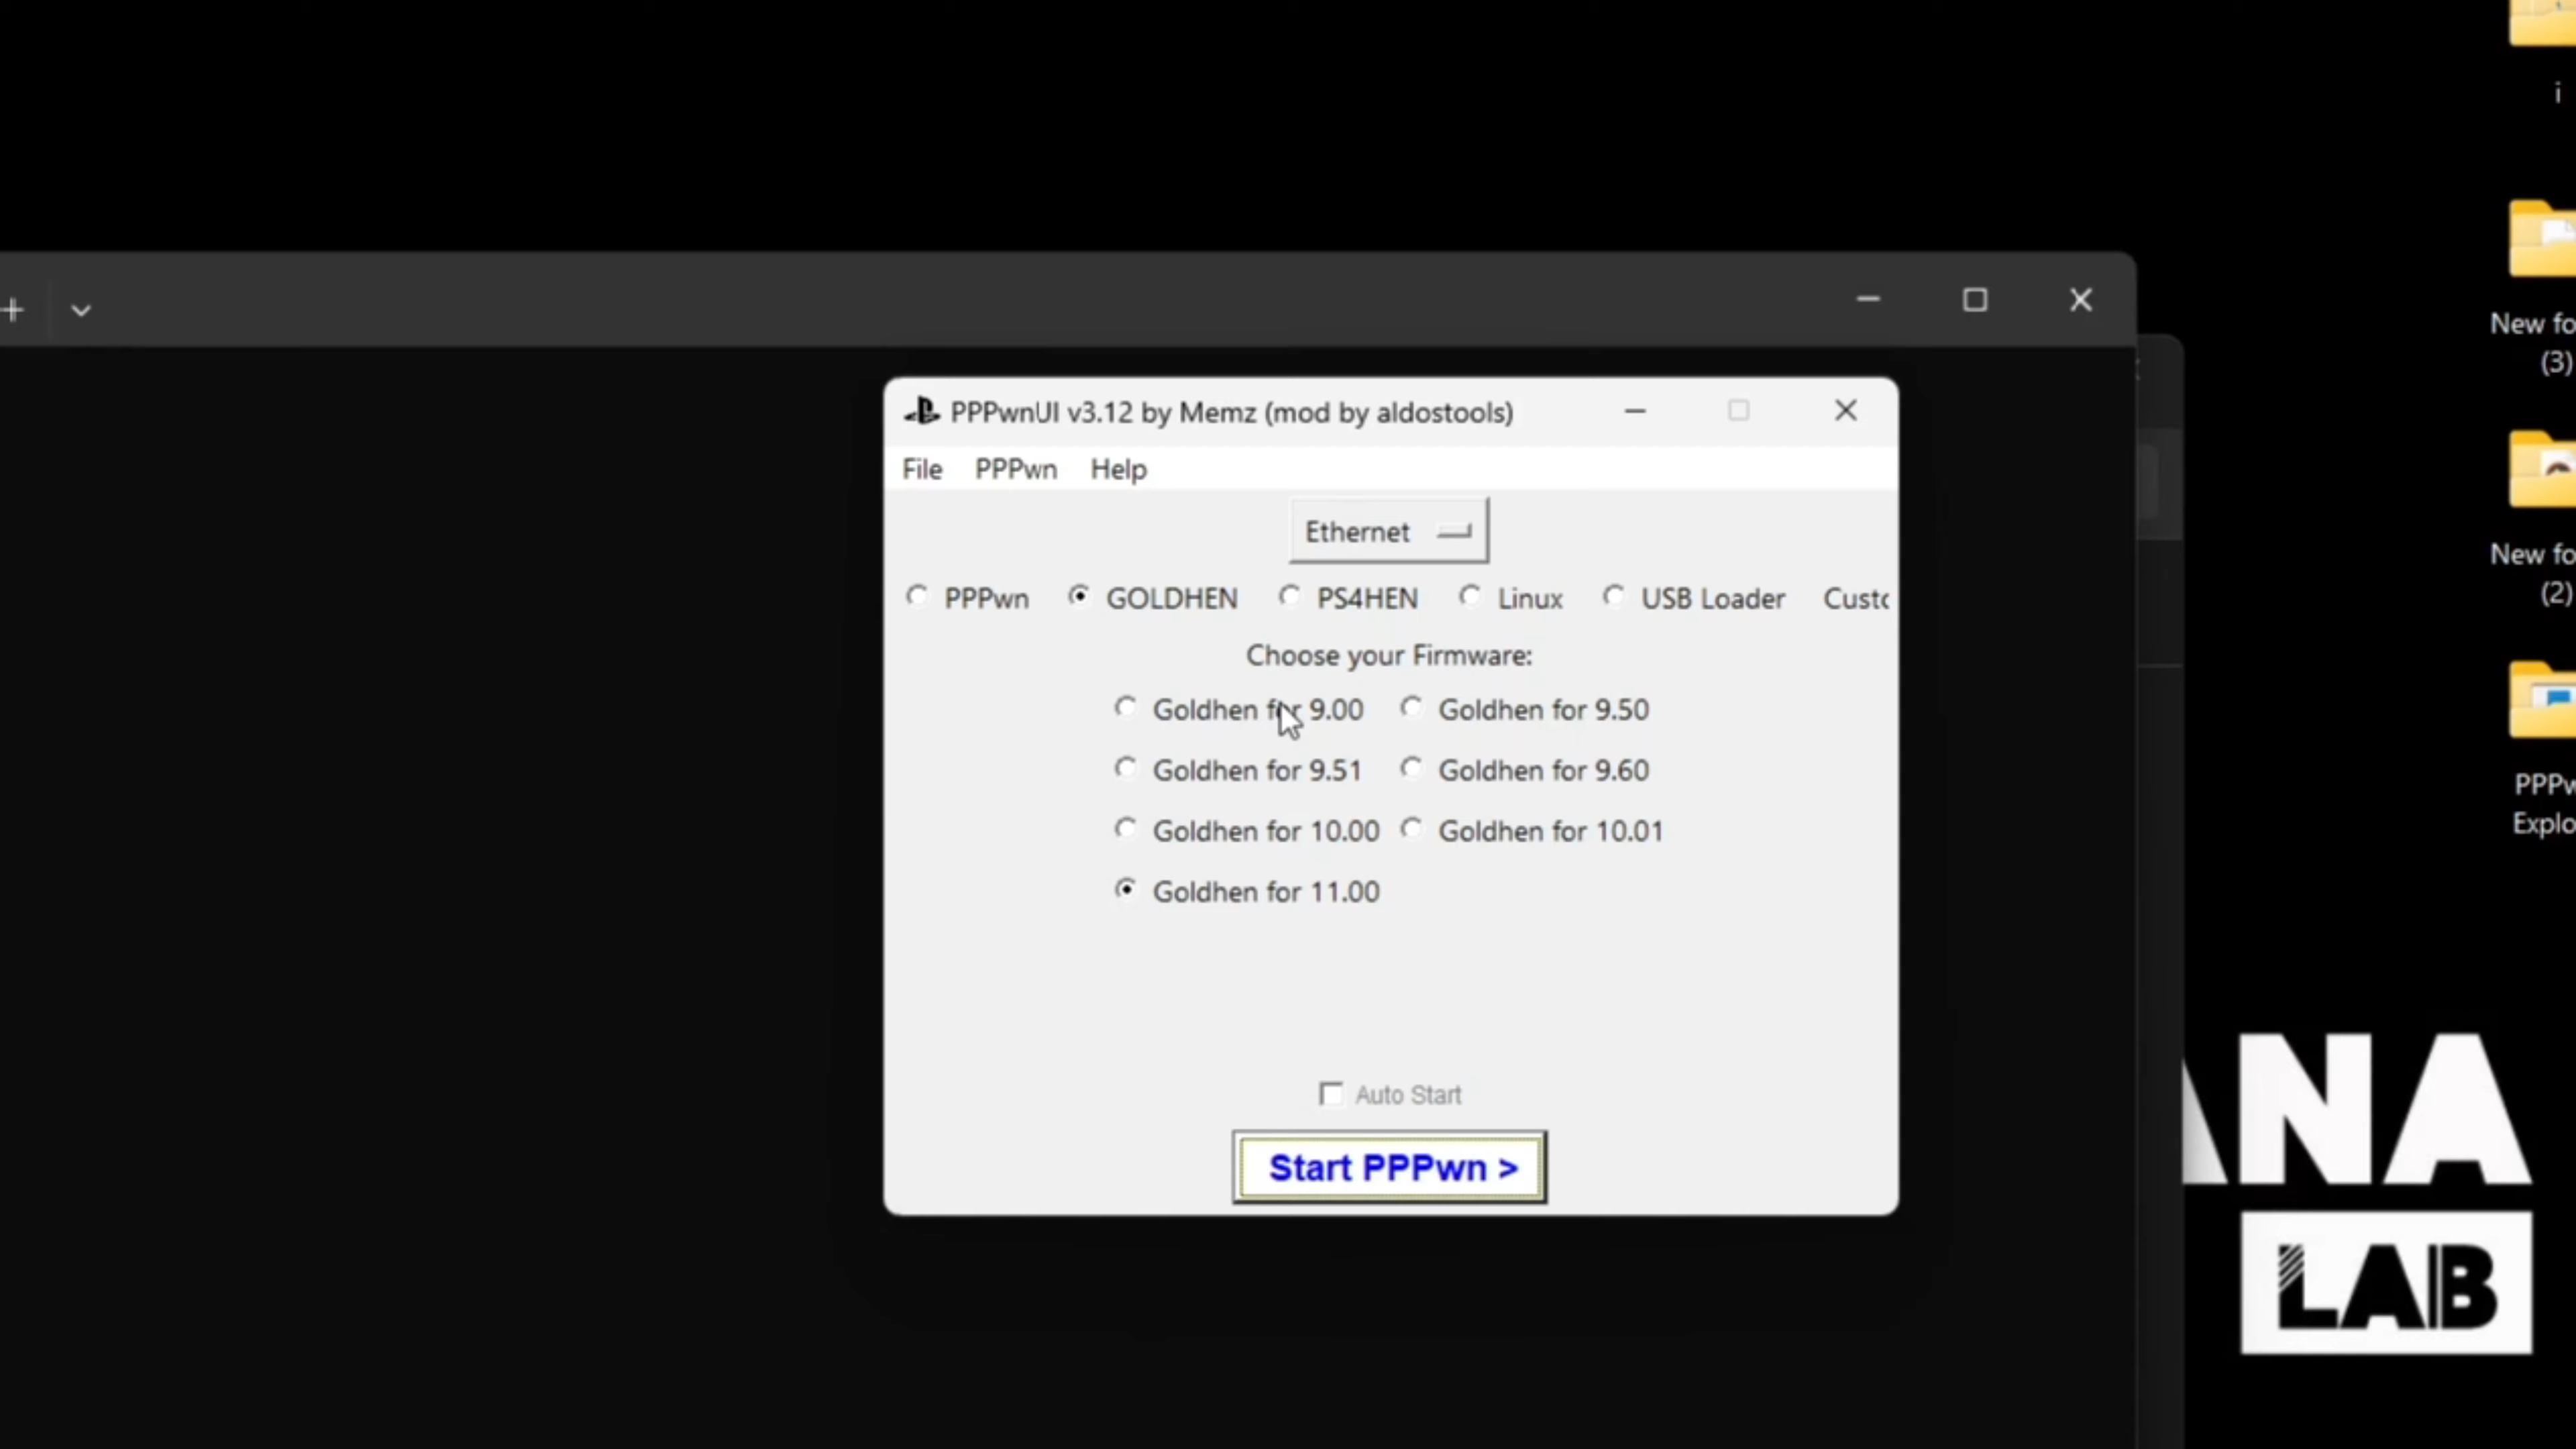 i
New fo
(3)
PPPwnUI v3.12 by Memz (mod by aldostools)
File PPPwn Help
Ethernet
PPPwn GOLDHEN PS4HEN Linux USB Loader Custo
Choose your Firmware:
Goldhen for 9.00 Goldhen for 9.50
Goldhen for 9.51 Goldhen for 9.60
Goldhen for 10.00 Goldhen for 10.01
Goldhen for 11.00
Auto Start
Start PPPwn >
New fo
(2)
PPPw
Explo
ANA
LAB